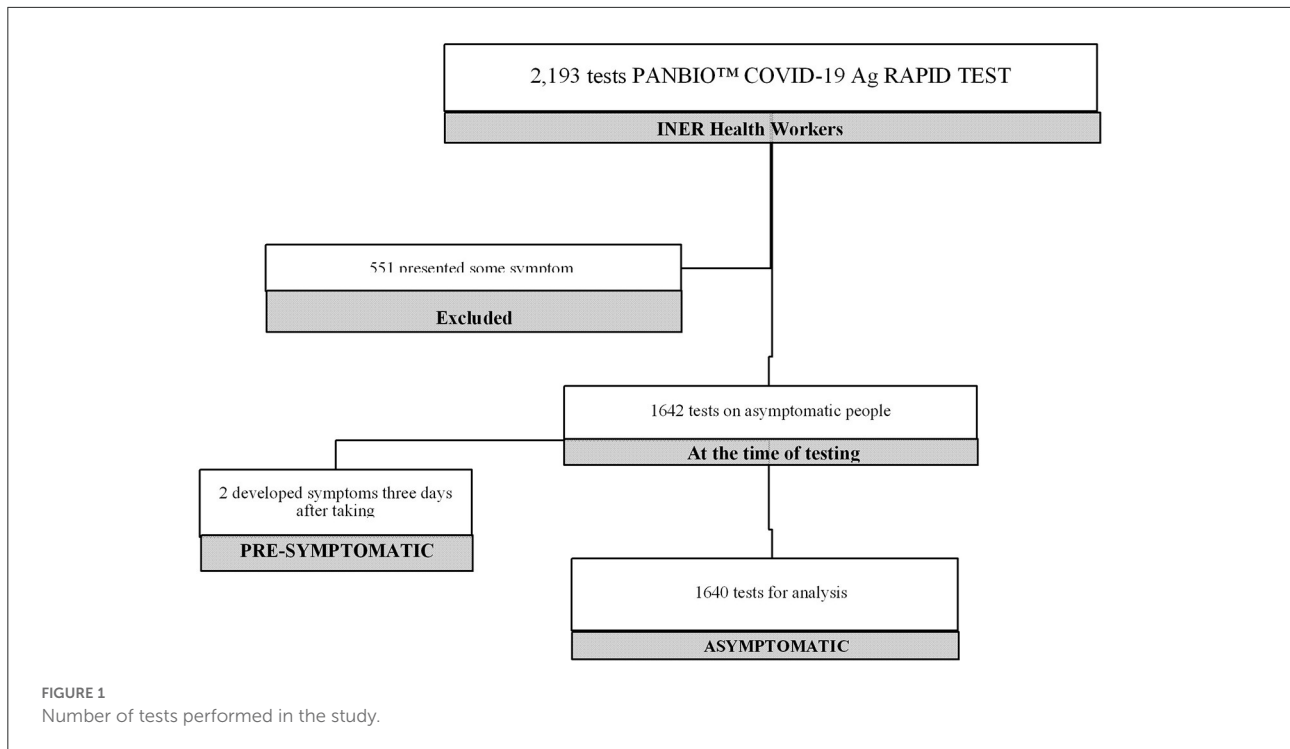 2,193 tests PANBIO™ COVID-19 Ag RAPID TEST
INER Health Workers
551 presented some symptom
Excluded
1642 tests on asymptomatic people
At the time of testing
2 developed symptoms three days
after taking
PRE-SYMPTOMATIC
1640 tests for analysis
ASYMPTOMATIC
FIGURE 1
Number of tests performed in the study.